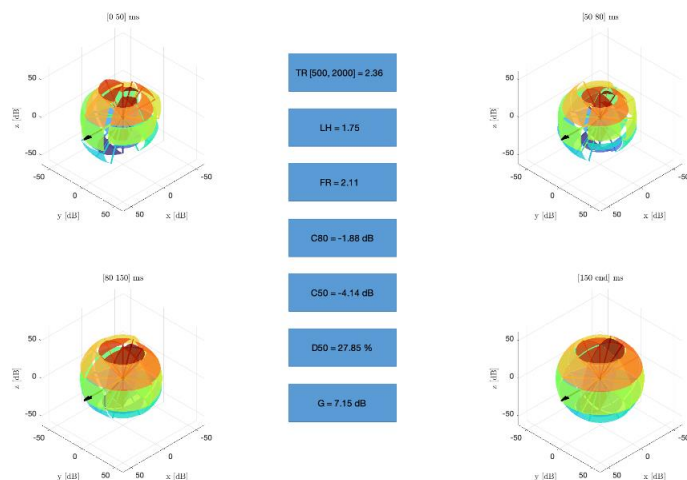 [0 50] ms
50
0
-50
z [dB]
-50
0
50
y [dB]
50
0
-50
x [dB]
TR [500, 2000] = 2.36
LH = 1.75
FR = 2.11
C80 = -1.88 dB
C50 = -4.14 dB
D50 = 27.85 %
G = 7.15 dB
[50 80] ms
50
0
-50
z [dB]
-50
0
50
y [dB]
50
0
-50
x [dB]
[80 150] ms
50
0
-50
z [dB]
-50
0
50
y [dB]
50
0
-50
x [dB]
[150 end] ms
50
0
-50
z [dB]
-50
0
50
y [dB]
50
0
-50
x [dB]